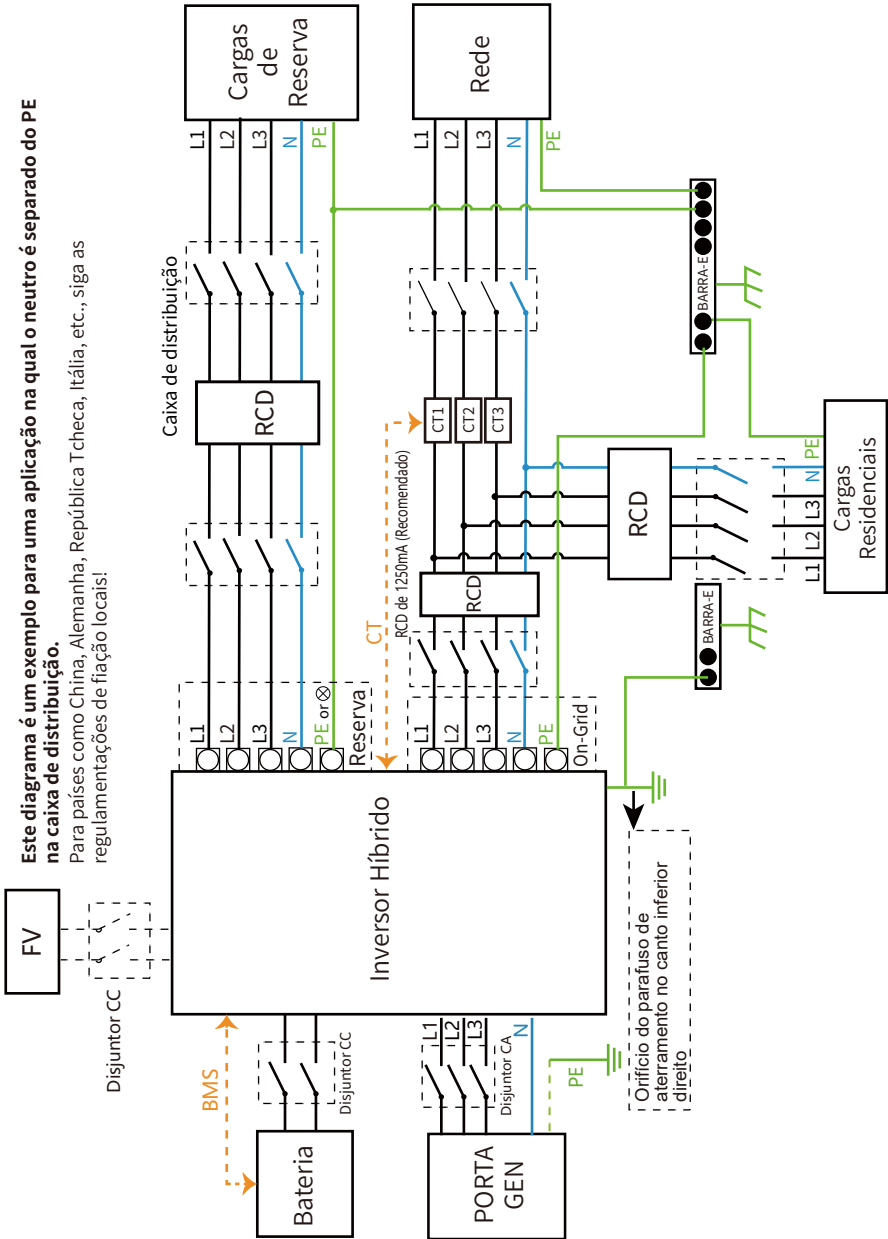 Este diagrama é um exemplo para uma aplicação na qual o neutro é separado do PE
na caixa de distribuição.
Para países como China, Alemanha, República Tcheca, Itália, etc., siga as
regulamentações de fiação locais!
FV
Disjuntor CC
BMS
Bateria
Disjuntor CC
Inversor Híbrido
L1
L2
L3
N
PE or
Reserva
Caixa de distribuição
RCD
L1
L2
L3
N
PE
Cargas
de
Reserva
CT
RCD de 1250mA (Recomendado)
L1
L2
L3
N
PE
On-Grid
RCD
CT1
CT2
CT3
L1
L2
L3
N
PE
Rede
PORTA
GEN
Disjuntor CA
L1
L2
L3
N
PE
Orifício do parafuso de
aterramento no canto inferior
direito
BARRA-E
RCD
L1
L2
L3
N
PE
Cargas
Residenciais
BARRA-E